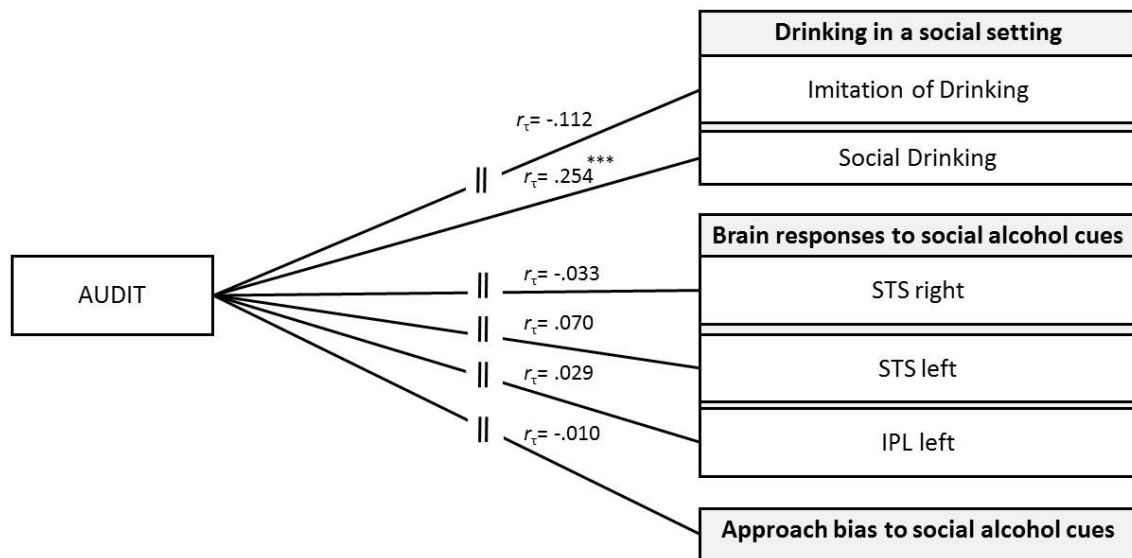 Drinking in a social setting
Imitation of Drinking
rτ= -.112
Social Drinking
rτ= .254***
Brain responses to social alcohol cues
AUDIT
rτ= -.033
STS right
rτ= .070
STS left
rτ= .029
IPL left
rτ= -.010
Approach bias to social alcohol cues